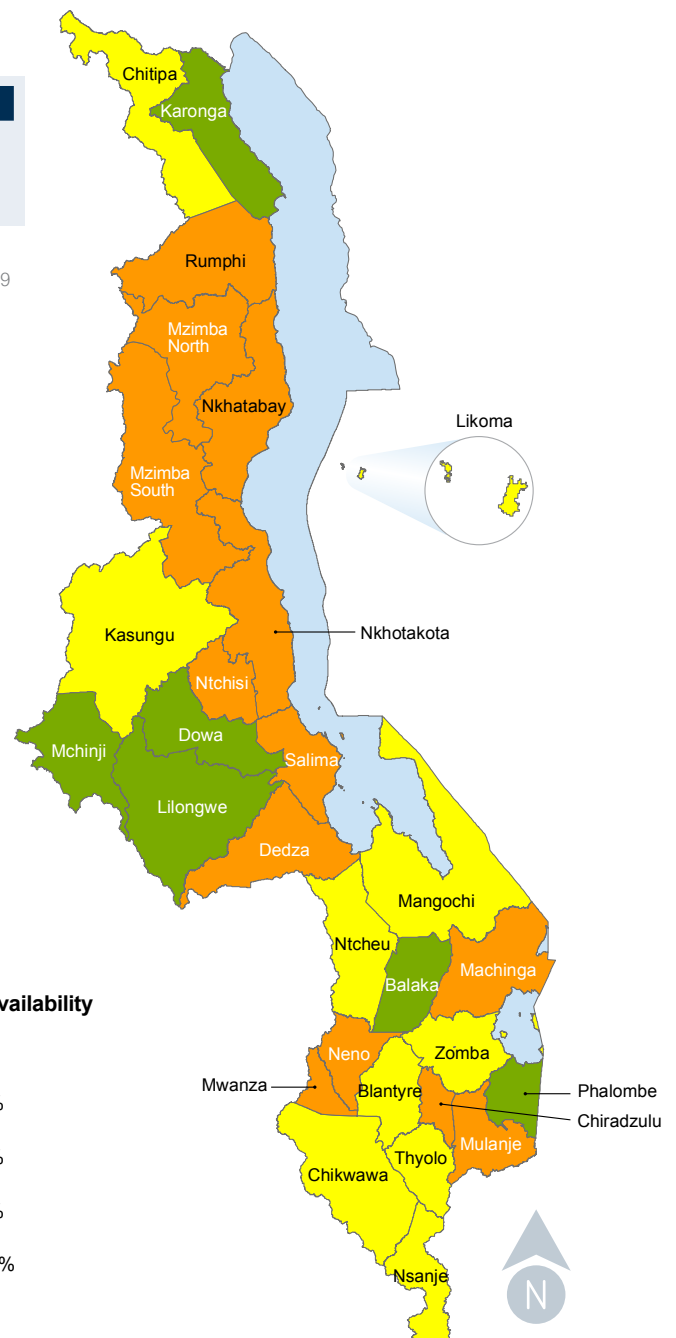 Chitipa
Karonga
9
Rumphi
Mzimba
North
Nkhatabay
Likoma
Mzimba
South
Kasungu
Nkhotakota
Ntchisi
Mchinji
Dowa
Salima
Lilongwe
Dedza
Mangochi
Ntcheu
Machinga
Balaka
vailability
Neno
Zomba
Mwanza
Blantyre
Phalombe
%
Chiradzulu
Mulanje
%
Thyolo
Chikwawa
%
%
Nsanje
N